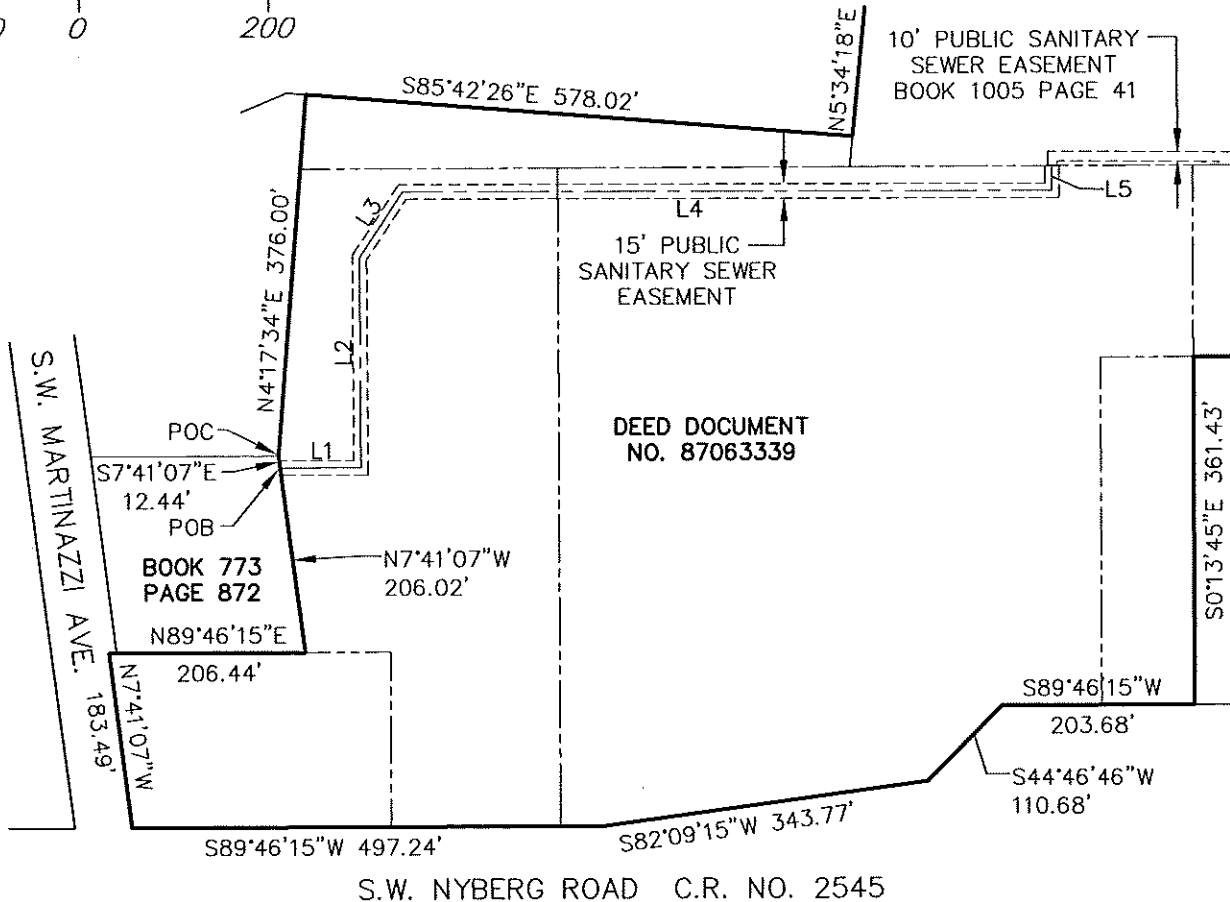 0
0
200
S85°42'26"E 578.02'
N5°34'18"E
10' PUBLIC SANITARY
SEWER EASEMENT
BOOK 1005 PAGE 41
L3
L4
L5
15' PUBLIC
SANITARY SEWER
EASEMENT
N4°17'34"E 376.00'
L2
S.W. MARTINAZZI AVE.
POC
L1
S7°41'07"E
12.44'
POB
DEED DOCUMENT
NO. 87063339
S0°13'45"E 361.43'
BOOK 773
PAGE 872
N7°41'07"W
206.02'
N89°46'15"E
206.44'
N7°41'07"W
183.49'
S89°46'15"W
203.68'
S44°46'46"W
110.68'
S89°46'15"W 497.24'
S82°09'15"W 343.77'
S.W. NYBERG ROAD C.R. NO. 2545